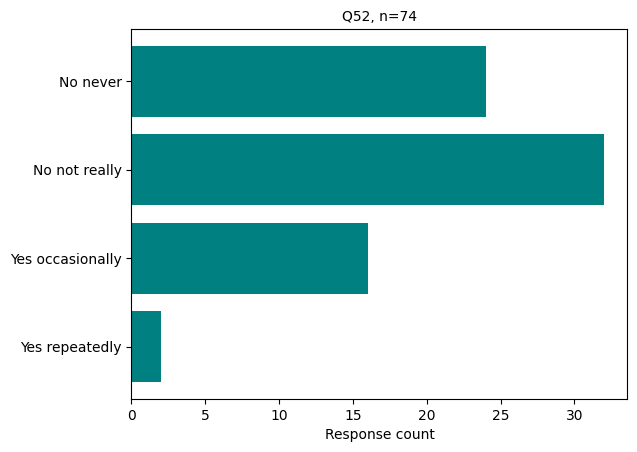 Q52, n=74
No never
No not really
Yes occasionally
Yes repeatedly
0 5 10 15 20 25 30
Response count